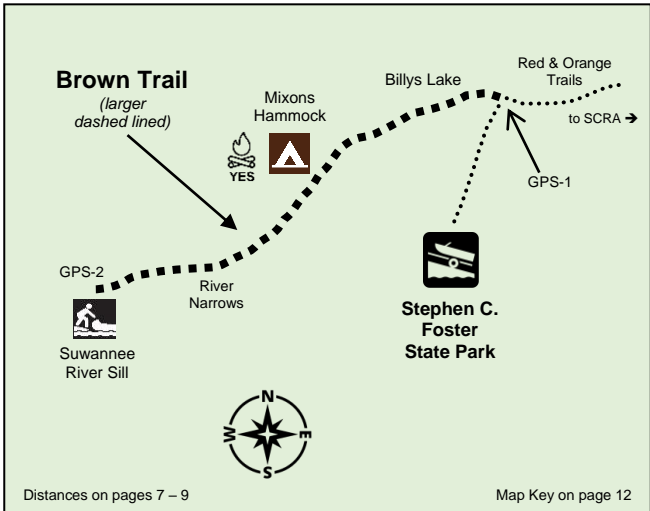 Brown Trail
(larger
dashed lined)
Mixons
Hammock
YES
Billys Lake
Red & Orange
Trails
to SCRA ➔
GPS-1
GPS-2
River
Narrows
Suwannee
River Sill
Stephen C.
Foster
State Park
N
W
E
S
Distances on pages 7 – 9
Map Key on page 12